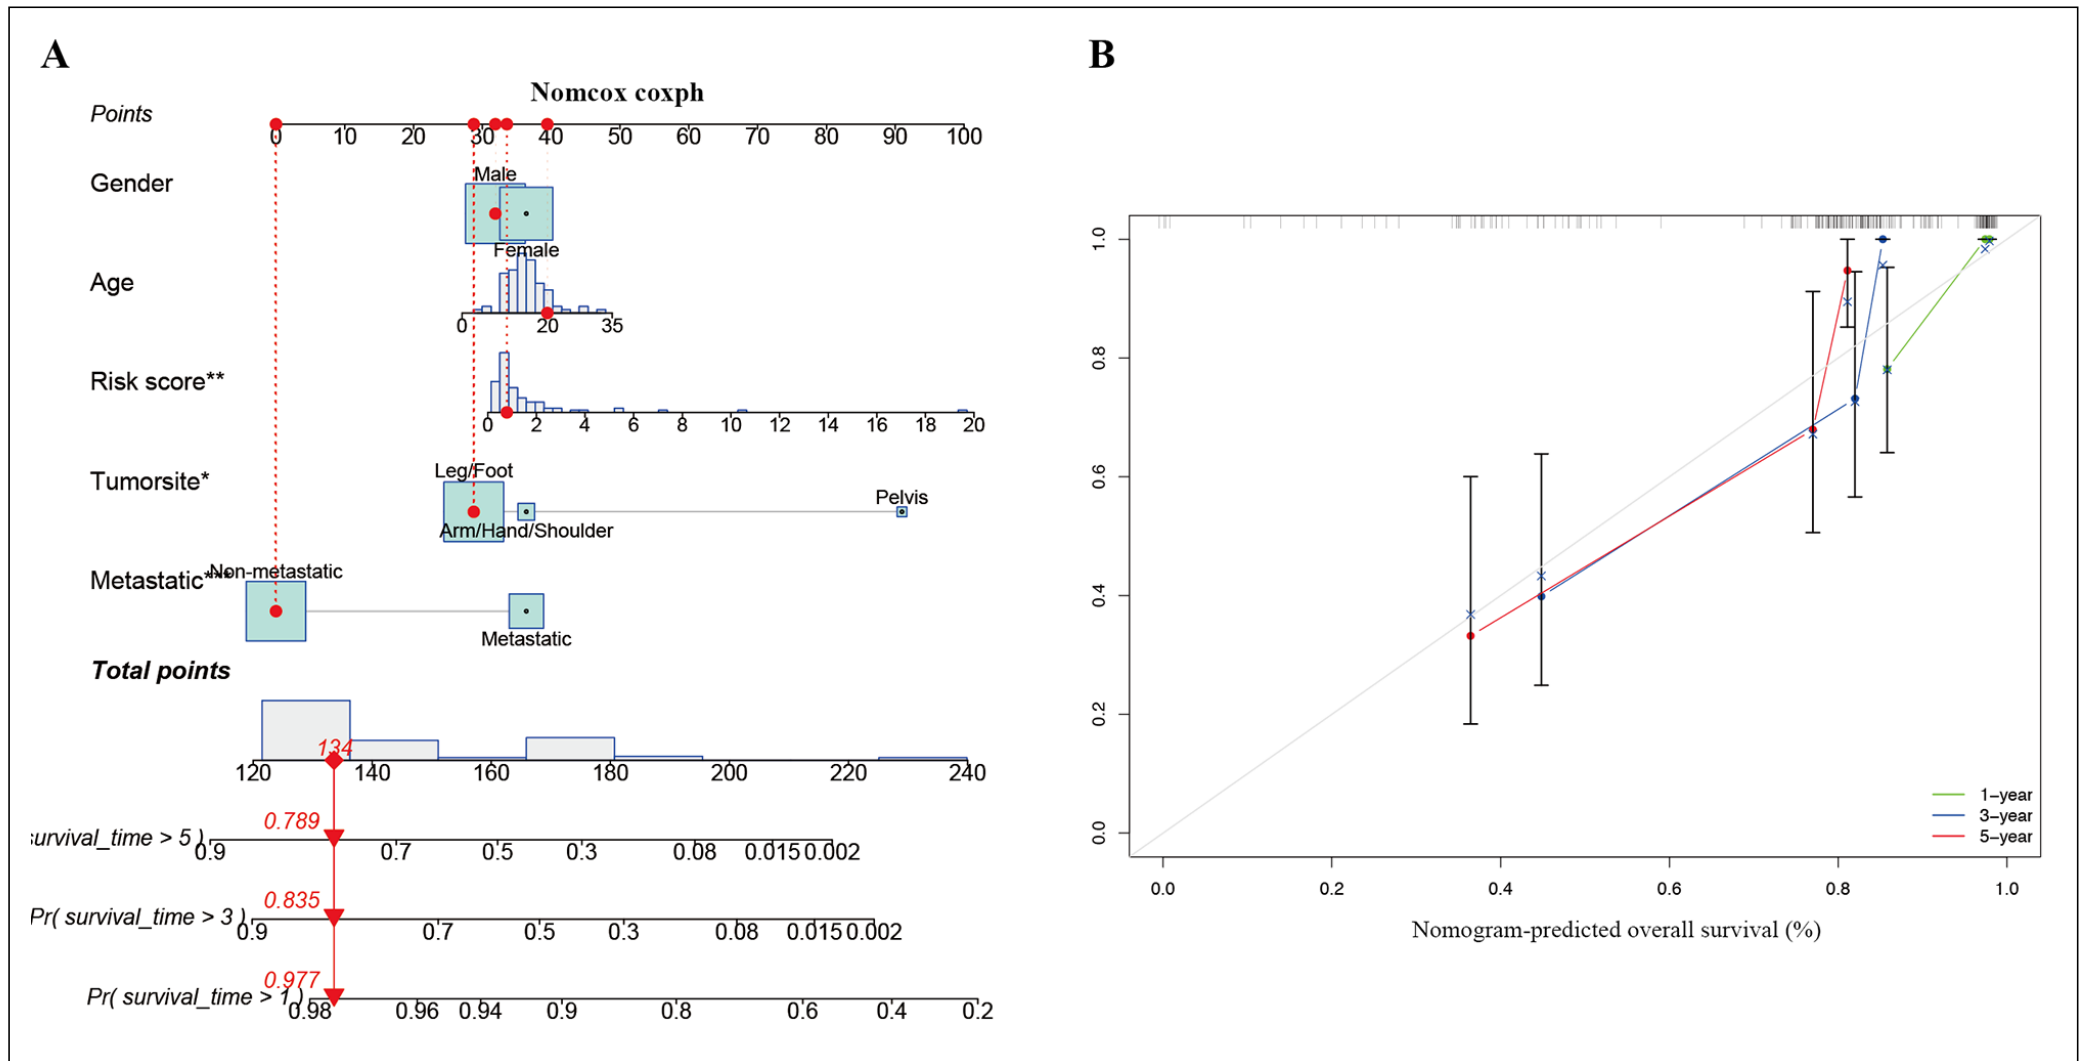 A
B
Nomcox coxph
Points
0 10 20 30 40 50 60 70 80 90 100
Gender
Male
Female
Age
0 20 35
Risk score**
0 2 4 6 8 10 12 14 16 18 20
Tumorsite*
Leg/Foot
Arm/Hand/Shoulder
Pelvis
Metastatic***
Non-metastatic
Metastatic
Total points
134
120 140 160 180 200 220 240
0.789
survival_time > 5 )
0.9 0.7 0.5 0.3 0.08 0.015 0.002
0.835
Pr( survival_time > 3 )
0.9 0.7 0.5 0.3 0.08 0.015 0.002
0.977
Pr( survival_time > 1 )
0.98 0.96 0.94 0.9 0.8 0.6 0.4 0.2
1.0
0.8
0.6
0.4
0.2
0.0
1-year
3-year
5-year
0.0 0.2 0.4 0.6 0.8 1.0
Nomogram-predicted overall survival (%)